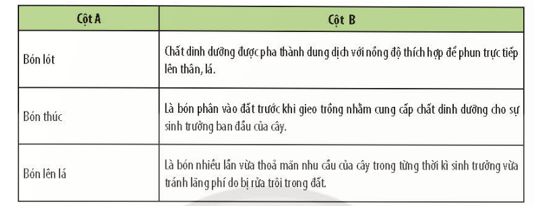 Cột A
Cột B
Bón lót
Chất dinh dưỡng được pha thành dung dịch với nồng độ thích hợp để phun trực tiếp
lên thân, lá.
Bón thúc
Là bón phân vào đất trước khi gieo trồng nhằm cung cấp chất dinh dưỡng cho sự
sinh trưởng ban đầu của cây.
Bón lên lá
Là bón nhiều lần vừa thoả mãn nhu cầu của cây trong từng thời kì sinh trưởng vừa
tránh lãng phí do bị rửa trôi trong đất.